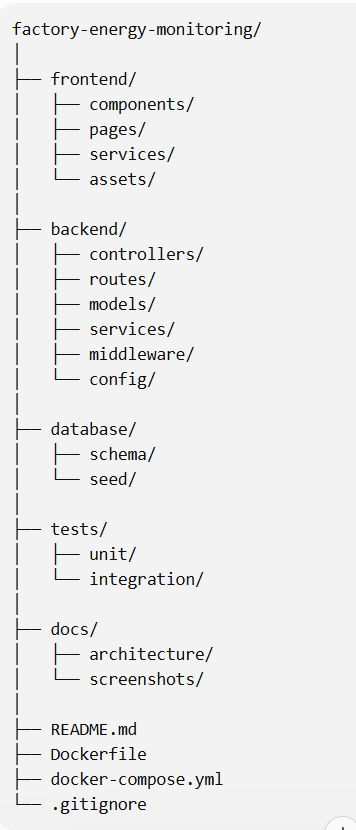 factory-energy-monitoring/
│
├── frontend/
│   ├── components/
│   ├── pages/
│   ├── services/
│   └── assets/
│
├── backend/
│   ├── controllers/
│   ├── routes/
│   ├── models/
│   ├── services/
│   ├── middleware/
│   └── config/
│
├── database/
│   ├── schema/
│   └── seed/
│
├── tests/
│   ├── unit/
│   └── integration/
│
├── docs/
│   ├── architecture/
│   └── screenshots/
│
├── README.md
├── Dockerfile
├── docker-compose.yml
└── .gitignore